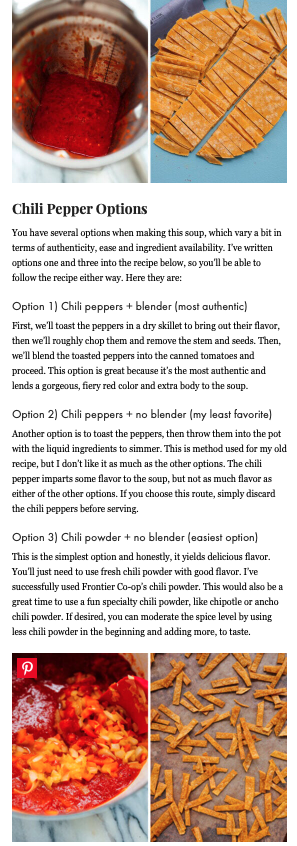 Chili Pepper Options
You have several options when making this soup, which vary a bit in
terms of authenticity, ease and ingredient availability. I've written
options one and three into the recipe below, so you'll be able to
follow the recipe either way. Here they are:
Option 1) Chili peppers + blender (most authentic)
First, we'll toast the peppers in a dry skillet to bring out their flavor,
then we'll roughly chop them and remove the stem and seeds. Then,
we'll blend the toasted peppers into the canned tomatoes and
proceed. This option is great because it's the most authentic and
lends a gorgeous, fiery red color and extra body to the soup.
Option 2) Chili peppers + no blender (my least favorite)
Another option is to toast the peppers, then throw them into the pot
with the liquid ingredients to simmer. This is method used for my old
recipe, but I don't like it as much as the other options. The chili
pepper imparts some flavor to the soup, but not as much flavor as
either of the other options. If you choose this route, simply discard
the chili peppers before serving.
Option 3) Chili powder + no blender (easiest option)
This is the simplest option and honestly, it yields delicious flavor.
You'll just need to use fresh chili powder with good flavor. I've
successfully used Frontier Co-op's chili powder. This would also be a
great time to use a fun specialty chili powder, like chipotle or ancho
chili powder. If desired, you can moderate the spice level by using
less chili powder in the beginning and adding more, to taste.